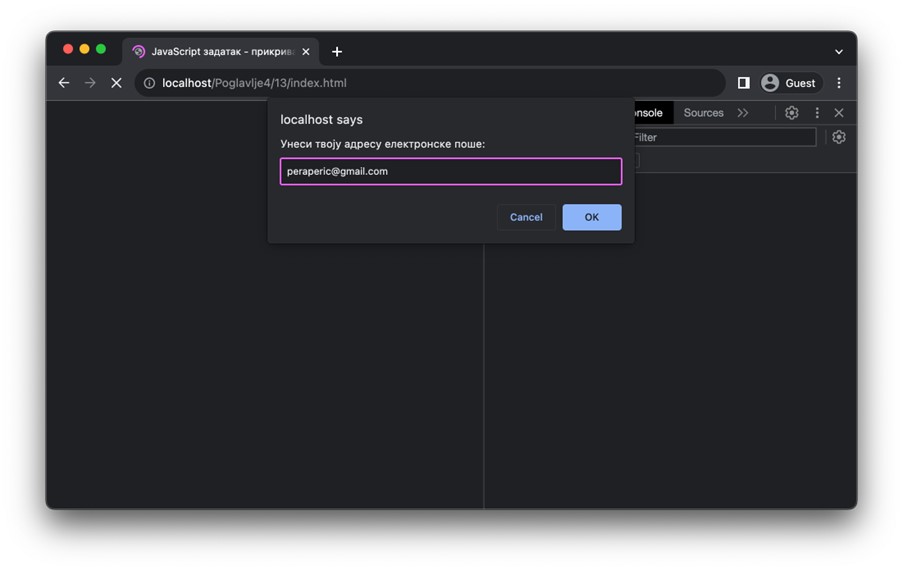 JavaScript задатак - прикрив
localhost/Poglavlje4/13/index.html
Guest
onsole
Sources
Filter
localhost says
Унеси твоју адресу електронске поше:
peraperic@gmail.com
Cancel
OK